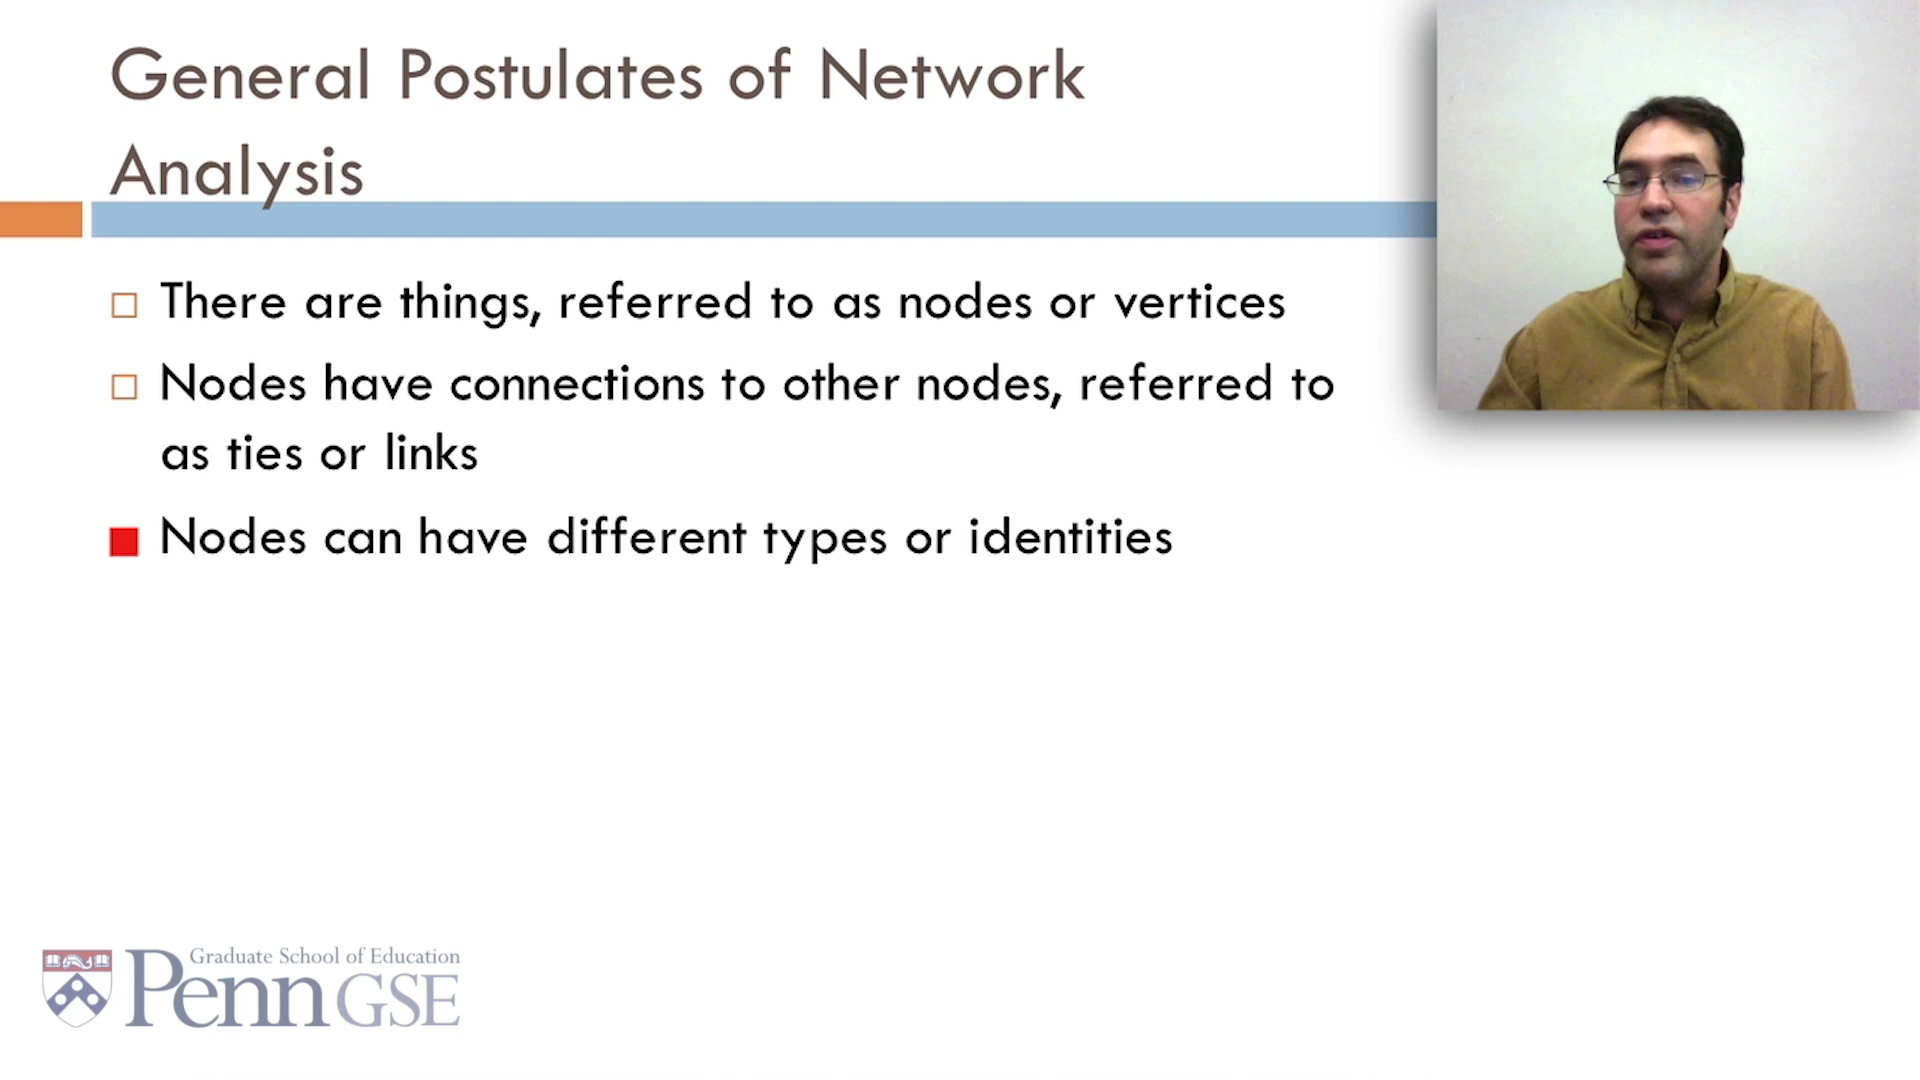 General Postulates of Network
Analysis
There are things, referred to as nodes or vertices
Nodes have connections to other nodes, referred to
as ties or links
Nodes can have different types or identities
Graduate School of Education
Penn GSE